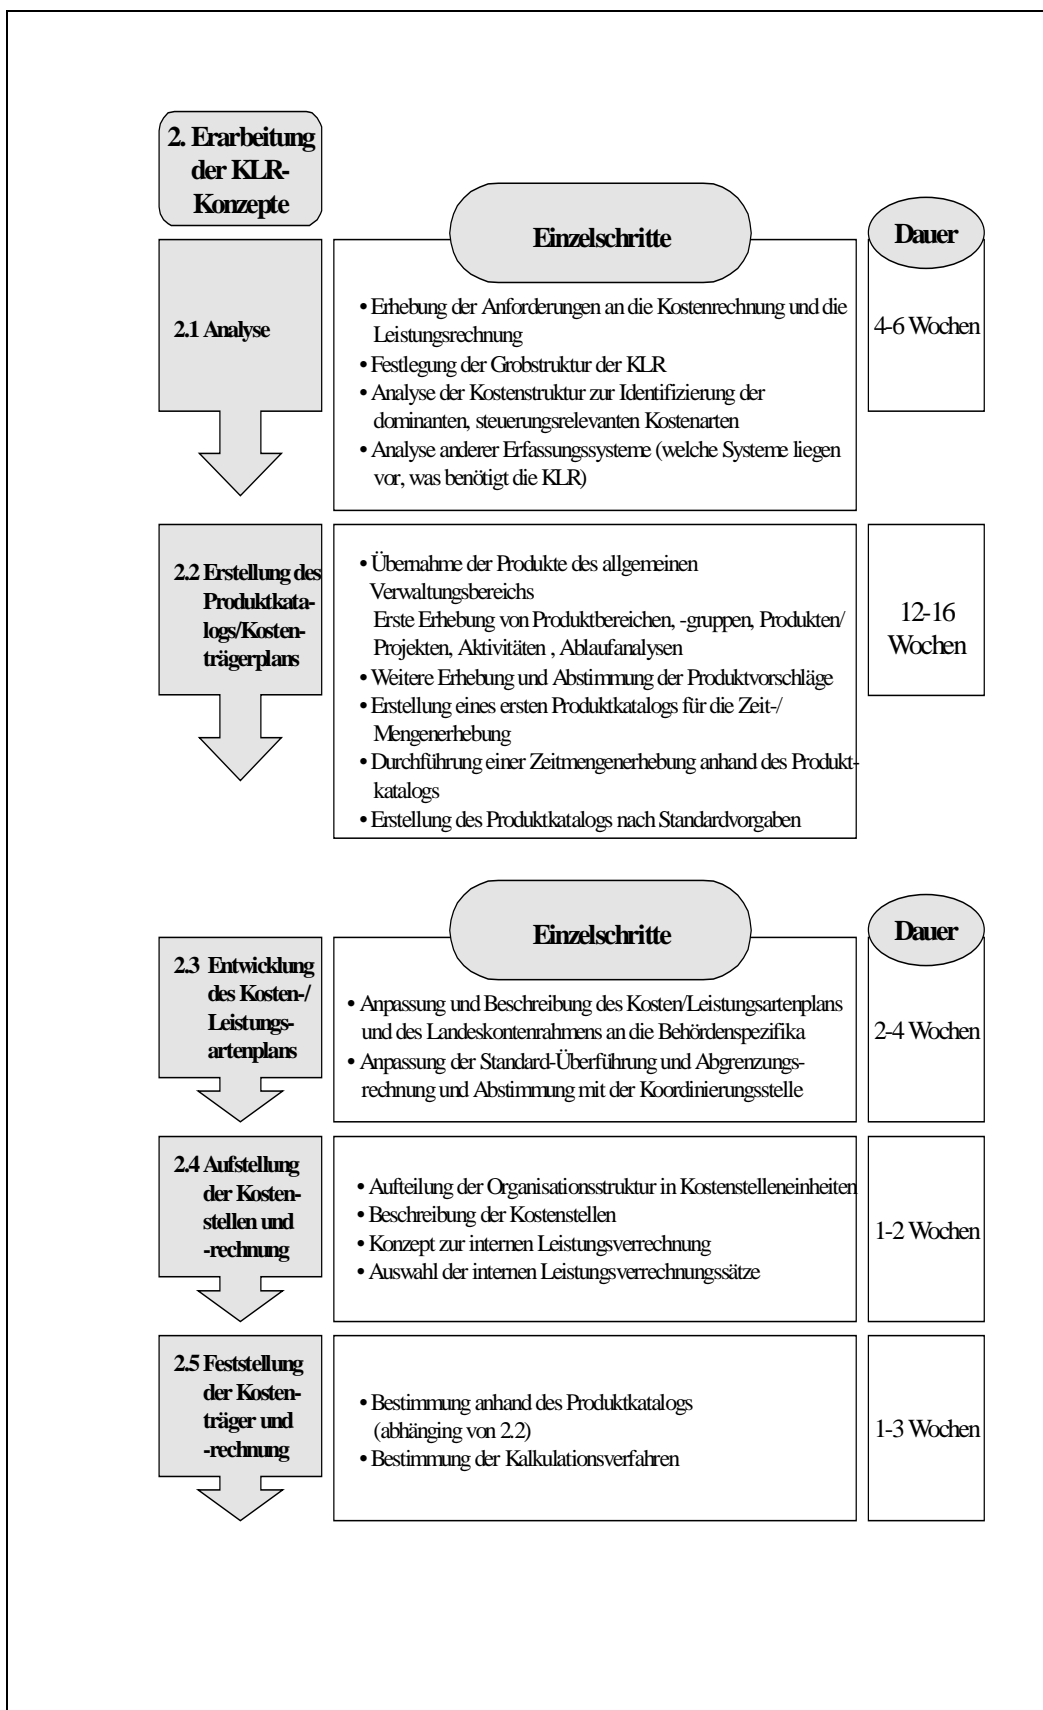 2. Erarbeitung
der KLR-
Konzepte
Einzelschritte
Dauer
2.1 Analyse
• Erhebung der Anforderungen an die Kostenrechnung und die
Leistungsrechnung
• Festlegung der Grobstruktur der KLR
• Analyse der Kostenstruktur zur Identifizierung der
dominanten, steuerungsrelevanten Kostenarten
• Analyse anderer Erfassungssysteme (welche Systeme liegen
vor, was benötigt die KLR)
4-6 Wochen
2.2 Erstellung des
Produktkata-
logs/Kosten-
trägerplans
• Übernahme der Produkte des allgemeinen
Verwaltungsbereichs
Erste Erhebung von Produktbereichen, -gruppen, Produkten/
Projekten, Aktivitäten , Ablaufanalysen
• Weitere Erhebung und Abstimmung der Produktvorschläge
• Erstellung eines ersten Produktkatalogs für die Zeit-/
Mengenerhebung
• Durchführung einer Zeitmengenerhebung anhand des Produkt-
katalogs
• Erstellung des Produktkatalogs nach Standardvorgaben
12-16
Wochen
Einzelschritte
Dauer
2.3 Entwicklung
des Kosten-/
Leistungs-
artenplans
• Anpassung und Beschreibung des Kosten/Leistungsartenplans
und des Landeskontenrahmens an die Behördenspezifika
• Anpassung der Standard-Überführung und Abgrenzungs-
rechnung und Abstimmung mit der Koordinierungsstelle
2-4 Wochen
2.4 Aufstellung
der Kosten-
stellen und
-rechnung
• Aufteilung der Organisationsstruktur in Kostenstelleneinheiten
• Beschreibung der Kostenstellen
• Konzept zur internen Leistungsverrechnung
• Auswahl der internen Leistungsverrechnungssätze
1-2 Wochen
2.5 Feststellung
der Kosten-
träger und
-rechnung
• Bestimmung anhand des Produktkatalogs
(abhänging von 2.2)
• Bestimmung der Kalkulationsverfahren
1-3 Wochen